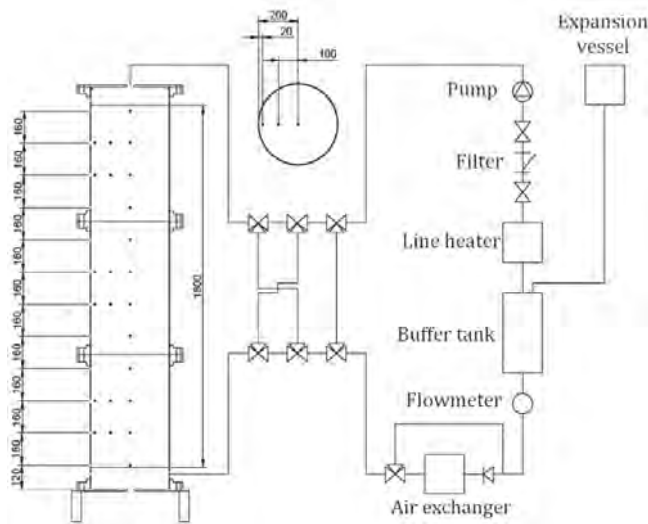 200
20
100
Expansion
vessel
Pump
Filter
Line heater
Buffer tank
Flowmeter
Air exchanger
160
160
160
160
160
160
160
160
160
160
160
120
1800